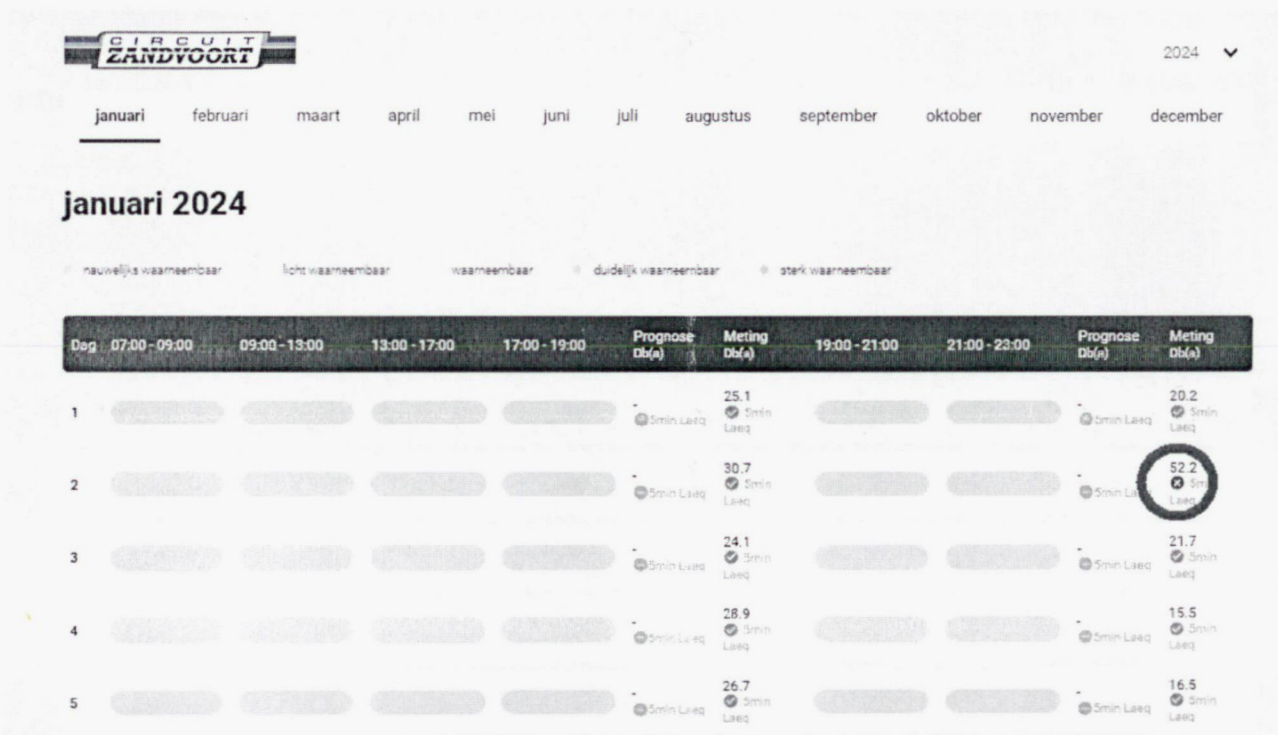 CIRCUIT
ZANDVOORT
2024
januari februari maart april mei juni juli augustus september oktober november december
januari 2024
nauwelijks waarneembaar licht waarneembaar waarneembaar duidelijk waarneembaar sterk waarneembaar
Dag 07:00 - 09:00 09:00 - 13:00 13:00 - 17:00 17:00 - 19:00 Prognose Db(a) Meting Db(a) 19:00 - 21:00 21:00 - 23:00 Prognose Db(a) Meting Db(a)
1 - 5min Laeq 25.1 5min Laeq - 5min Laeq 20.2 5min Laeq
2 - 5min Laeq 30.7 5min Laeq - 5min Laeq 52.2 5min Laeq
3 - 5min Laeq 24.1 5min Laeq - 5min Laeq 21.7 5min Laeq
4 - 5min Laeq 28.9 5min Laeq - 5min Laeq 15.5 5min Laeq
5 - 5min Laeq 26.7 5min Laeq - 5min Laeq 16.5 5min Laeq